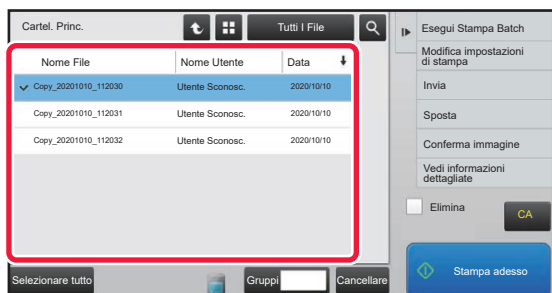 Cartel. Princ.
Tutti I File
Nome File
Nome Utente
Data
Copy_20201010_112030
Utente Sconosc.
2020/10/10
Copy_20201010_112031
Utente Sconosc.
2020/10/10
Copy_20201010_112032
Utente Sconosc.
2020/10/10
Selezionare tutto
Gruppi
Cancellare
Esegui Stampa Batch
Modifica impostazioni
di stampa
Invia
Sposta
Conferma immagine
Vedi informazioni
dettagliate
Elimina
CA
Stampa adesso